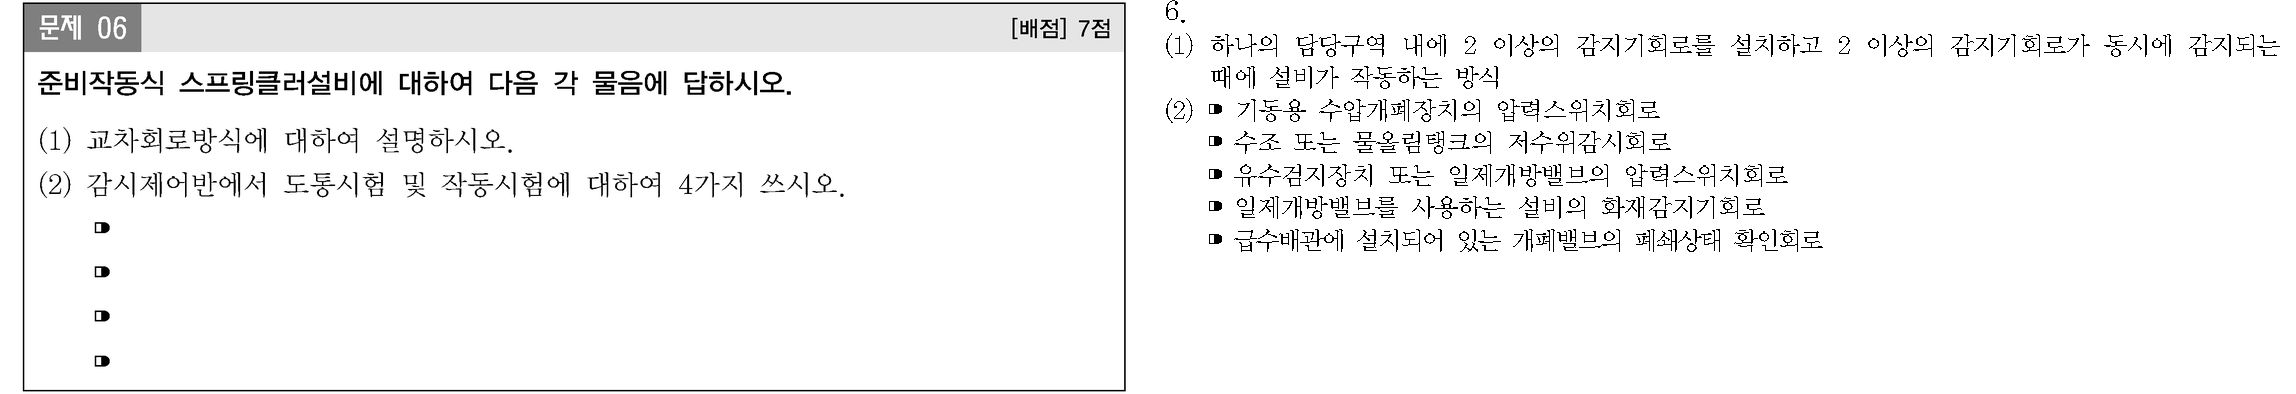 문제 06
[배점] 7점
준비작동식 스프링클러설비에 대하여 다음 각 물음에 답하시오.
(1) 교차회로방식에 대하여 설명하시오.
(2) 감시제어반에서 도통시험 및 작동시험에 대하여 4가지 쓰시오.
6.
(1) 하나의 담당구역 내에 2 이상의 감지기회로를 설치하고 2 이상의 감지기회로가 동시에 감지되는
때에 설비가 작동하는 방식
(2) 기동용 수압개폐장치의 압력스위치회로
수조 또는 물올림탱크의 저수위감시회로
유수검지장치 또는 일제개방밸브의 압력스위치회로
일제개방밸브를 사용하는 설비의 화재감지기회로
급수배관에 설치되어 있는 개폐밸브의 폐쇄상태 확인회로